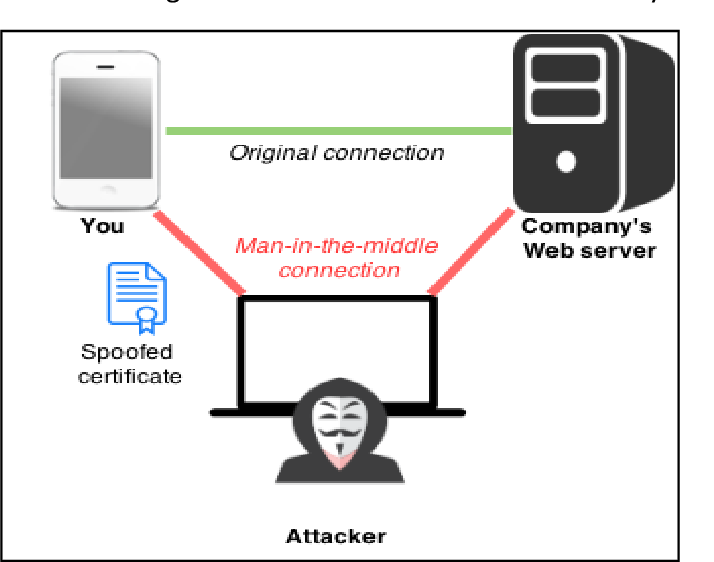 Original connection
You
Company's
Web server
Man-in-the-middle
connection
Spoofed
certificate
Attacker